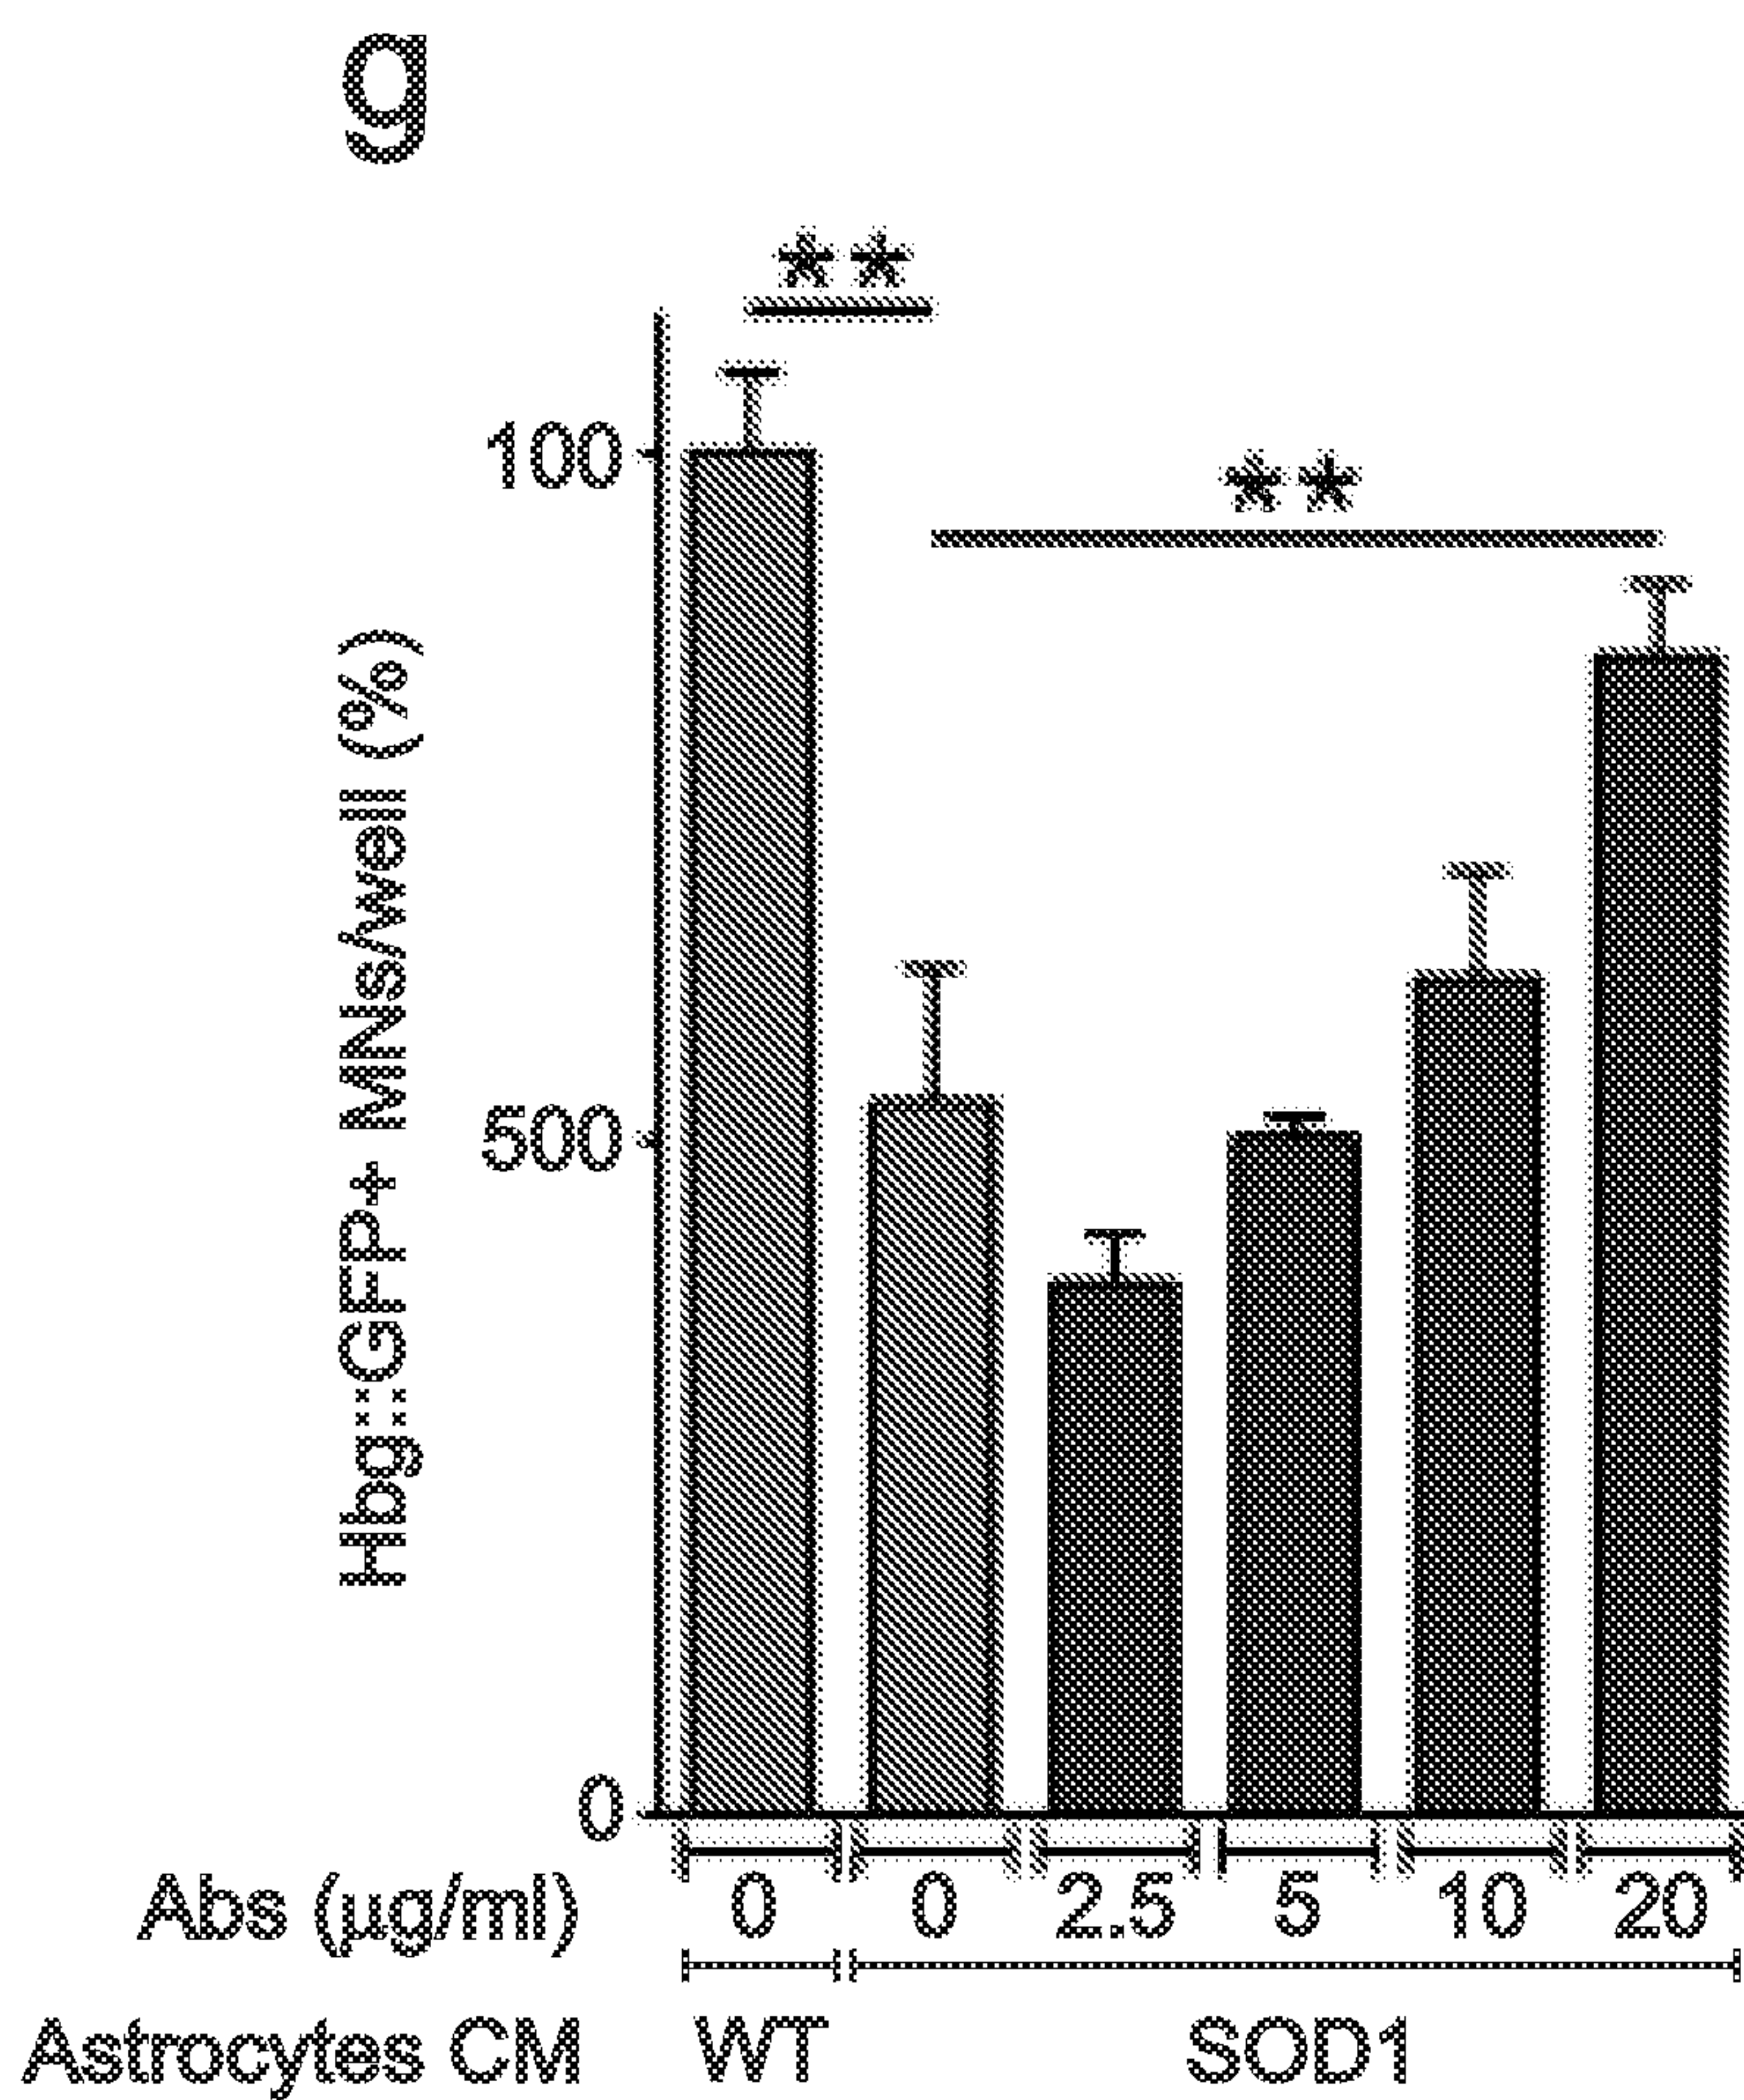 g
**
100
**
Hbg::GFP+ MNs/well (%)
500
0
Abs (µg/ml) 0 0 2.5 5 10 20
Astrocytes CM WT SOD1